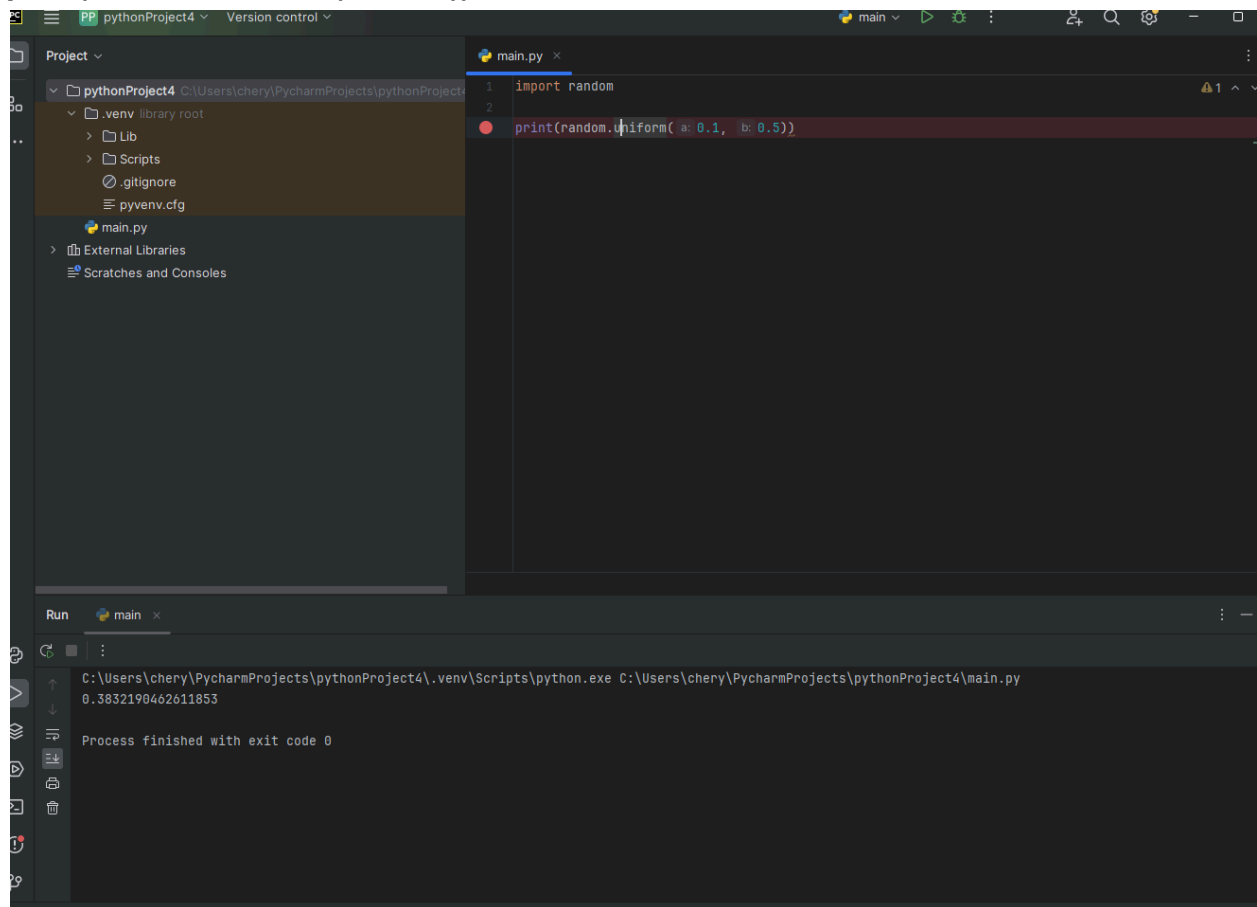 PC PP pythonProject4 Version control main
Project
main.py
pythonProject4 C:\Users\chery\PycharmProjects\pythonProject4
.venv library root
Lib
Scripts
.gitignore
pyvenv.cfg
main.py
External Libraries
Scratches and Consoles
1 import random
1
2
print(random.uniform( a: 0.1, b: 0.5))
Run main
C:\Users\chery\PycharmProjects\pythonProject4\.venv\Scripts\python.exe C:\Users\chery\PycharmProjects\pythonProject4\main.py
0.3832190462611853
Process finished with exit code 0